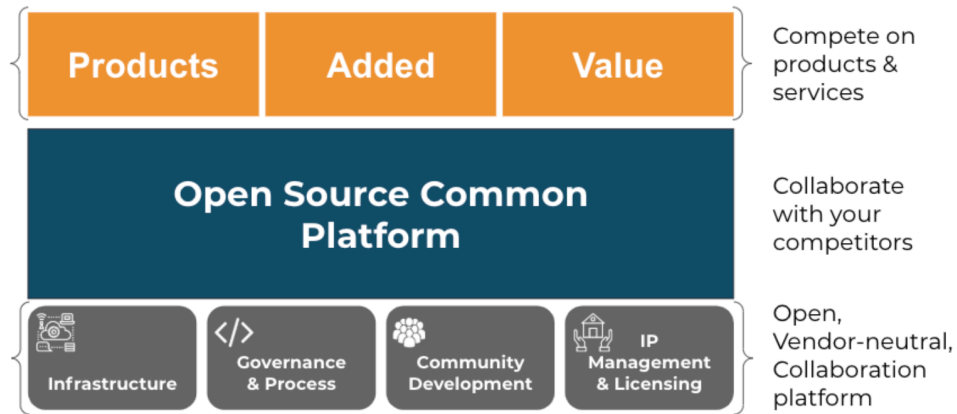 Products
Added
Value
Compete on
products &
services
Open Source Common
Platform
Collaborate
with your
competitors
Infrastructure
</>
Governance
& Process
Community
Development
IP
Management
& Licensing
Open,
Vendor-neutral,
Collaboration
platform